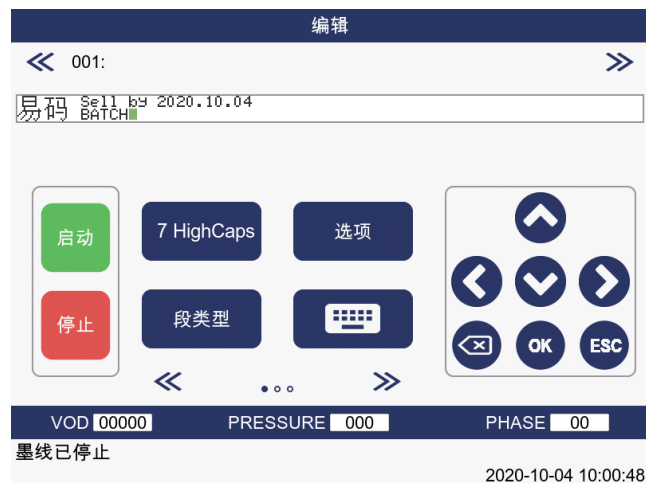 编辑
001:
易码 Sell by 2020.10.04
BATCH
启动
7 HighCaps
选项
停止
段类型
OK
ESC
VOD 00000
PRESSURE 000
PHASE 00
墨线已停止
2020-10-04 10:00:48